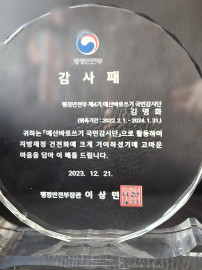 행정안전부
감사패
행정안전부 제4기 예산바로쓰기 국민감시단
김명화
(위촉기간 : 2022. 2. 1. ~ 2024. 1. 31.)
귀하는 「예산바로쓰기 국민감시단」으로 활동하며
지방재정 건전화에 크게 기여하셨기에 고마운
마음을 담아 이 패를 드립니다.
2023. 12. 21.
행정안전부장관 이상민